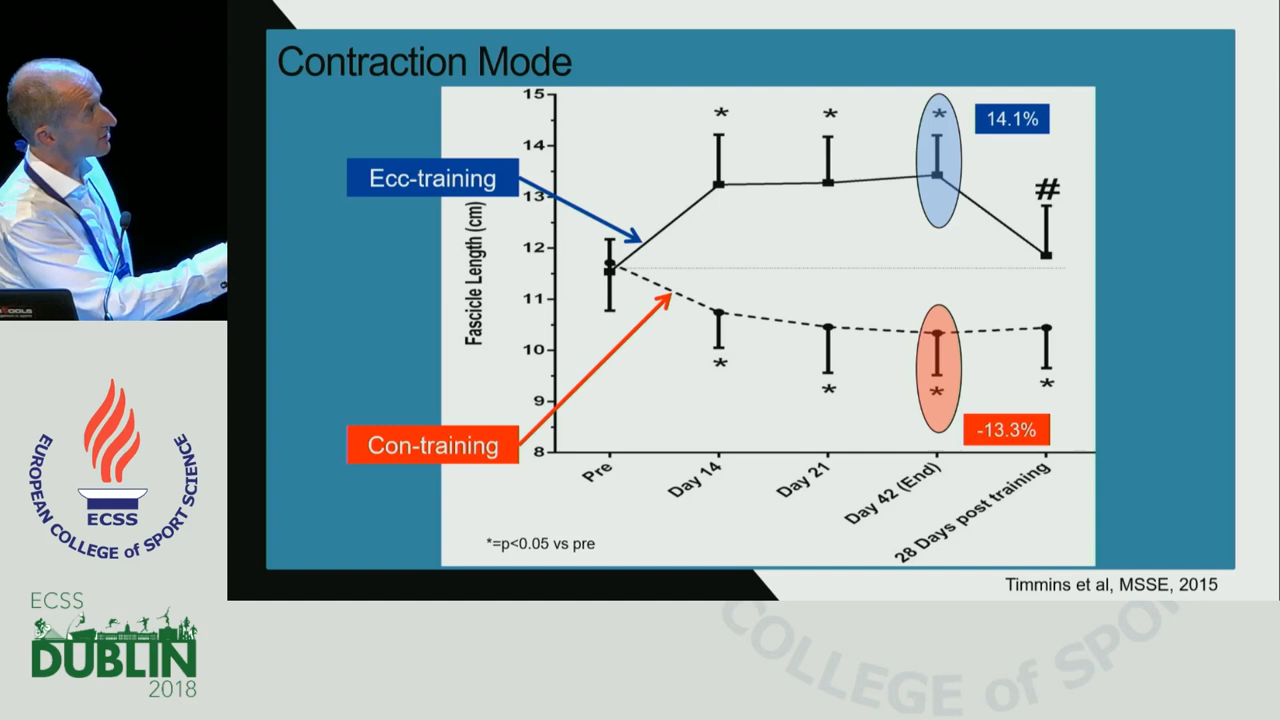 Contraction Mode
15
14
13
12
11
10
9
8
Fascicle Length (cm)
Ecc-training
Con-training
*
*
*
14.1%
#
*
*
*
*
-13.3%
Pre
Day 14
Day 21
Day 42 (End)
28 Days post training
*=p<0.05 vs pre
Timmins et al, MSSE, 2015
EUROPEAN COLLEGE of SPORT SCIENCE
ECSS
ECSS
DUBLIN
2018
COLLEGE of SPO